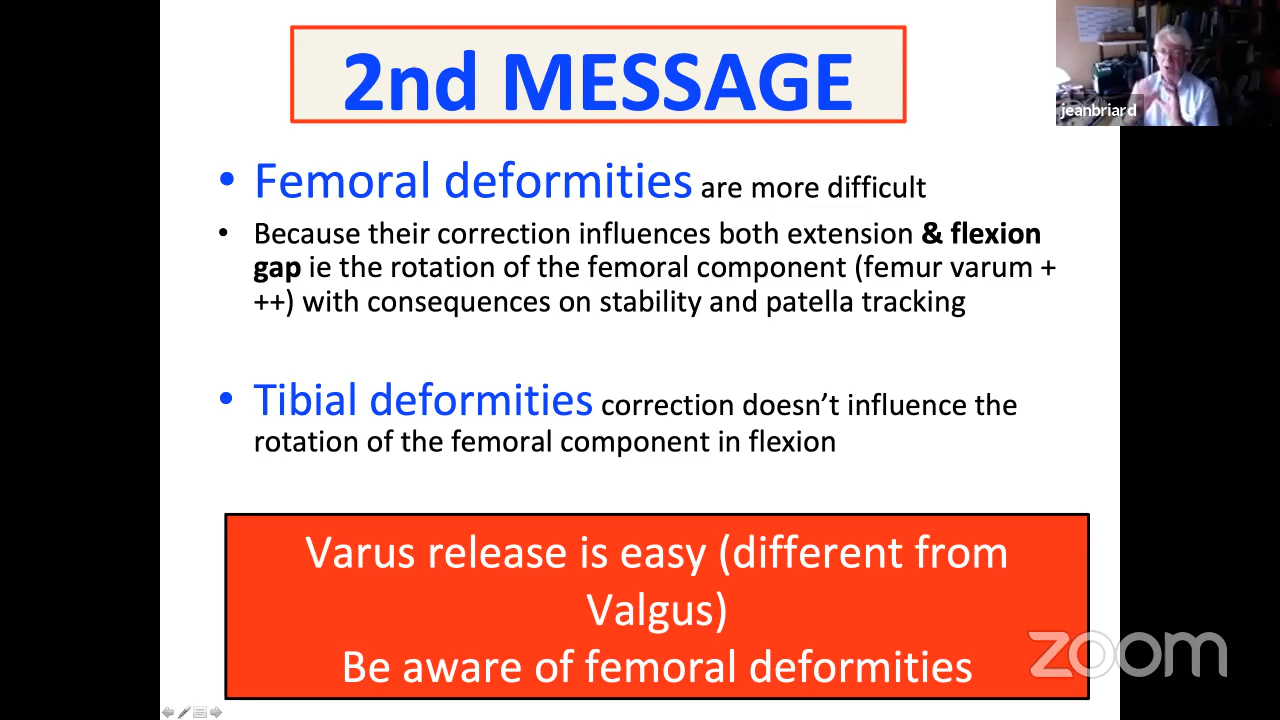 2nd MESSAGE
jeanbriard
• Femoral deformities are more difficult
• Because their correction influences both extension & flexion
gap ie the rotation of the femoral component (femur varum +
++) with consequences on stability and patella tracking
• Tibial deformities correction doesn’t influence the
rotation of the femoral component in flexion
Varus release is easy (different from
Valgus)
Be aware of femoral deformities
zoom